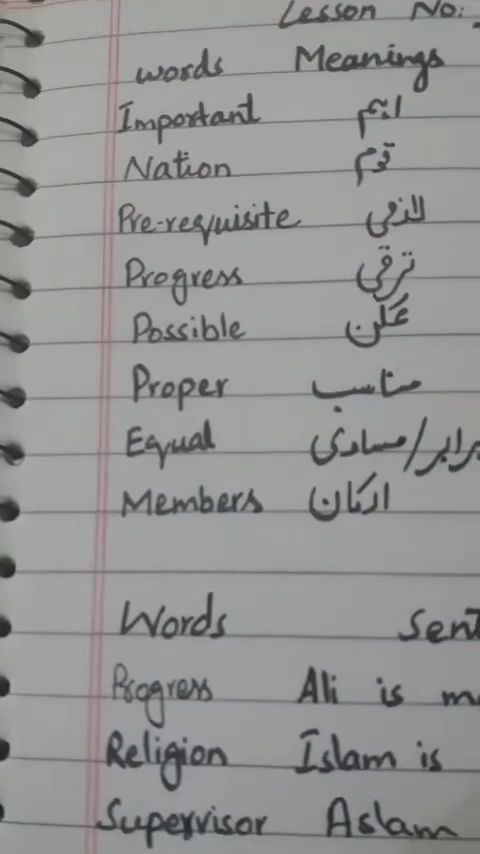 Lesson No:
Words Meanings
Important اہم
Nation قوم
Pre-requisite لازمی
Progress ترقی
Possible ممکن
Proper مناسب
Equal برابر/مساوی
Members ارکان
Words Sent
Progress Ali is m
Religion Islam is
Supervisor Aslam